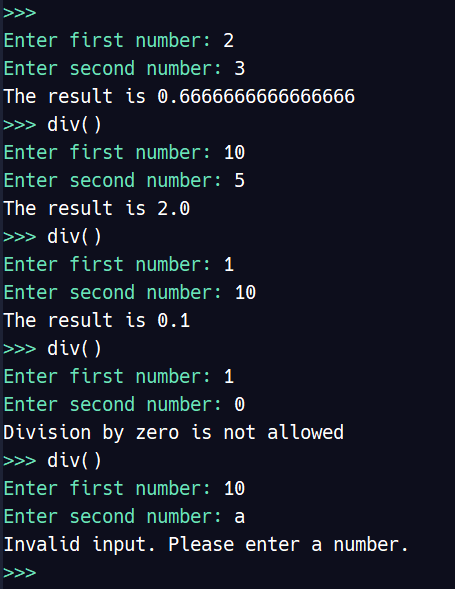 >>>
Enter first number: 2
Enter second number: 3
The result is 0.6666666666666666
>>> div()
Enter first number: 10
Enter second number: 5
The result is 2.0
>>> div()
Enter first number: 1
Enter second number: 10
The result is 0.1
>>> div()
Enter first number: 1
Enter second number: 0
Division by zero is not allowed
>>> div()
Enter first number: 10
Enter second number: a
Invalid input. Please enter a number.
>>>